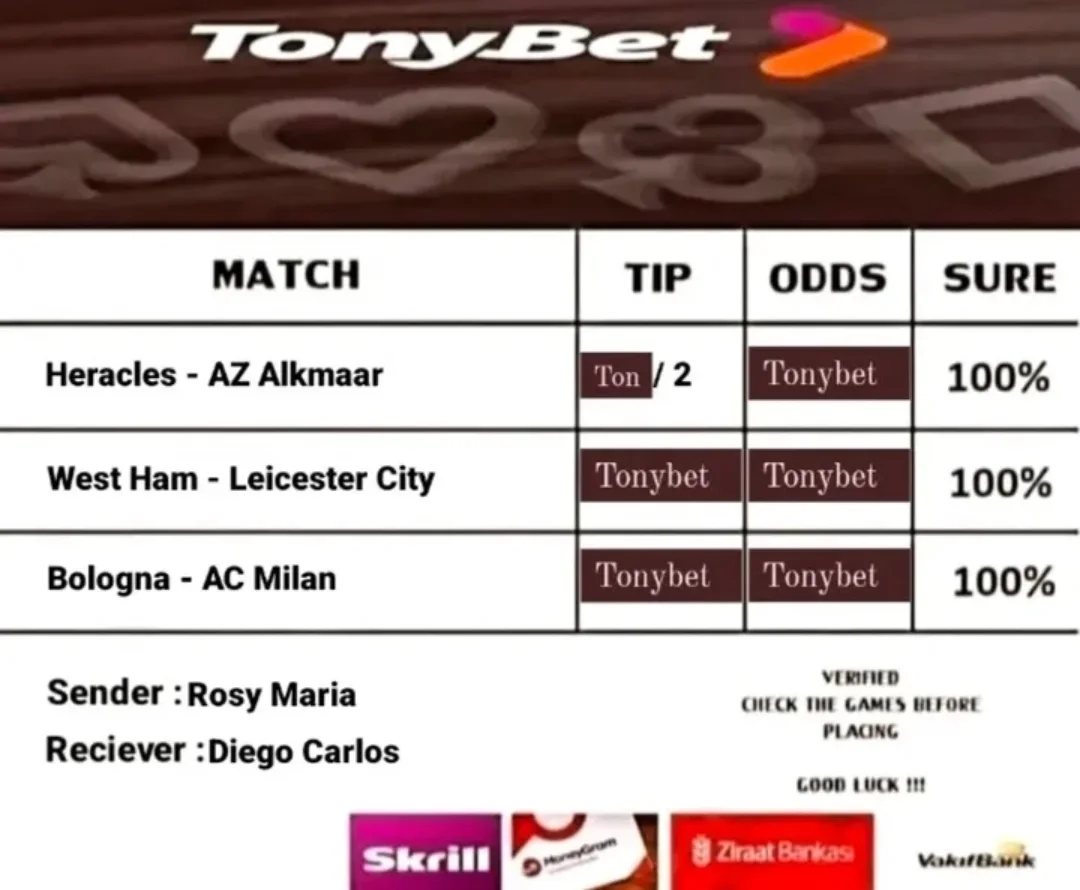 TonyBet
MATCH TIP ODDS SURE
Heracles - AZ Alkmaar Ton / 2 Tonybet 100%
West Ham - Leicester City Tonybet Tonybet 100%
Bologna - AC Milan Tonybet Tonybet 100%
Sender : Rosy Maria
Reciever : Diego Carlos
VERIFIED
CHECK THE GAMES BEFORE
PLACING
GOOD LUCK !!!
Skrill MoneyGram Ziraat Bankası VakıfBank